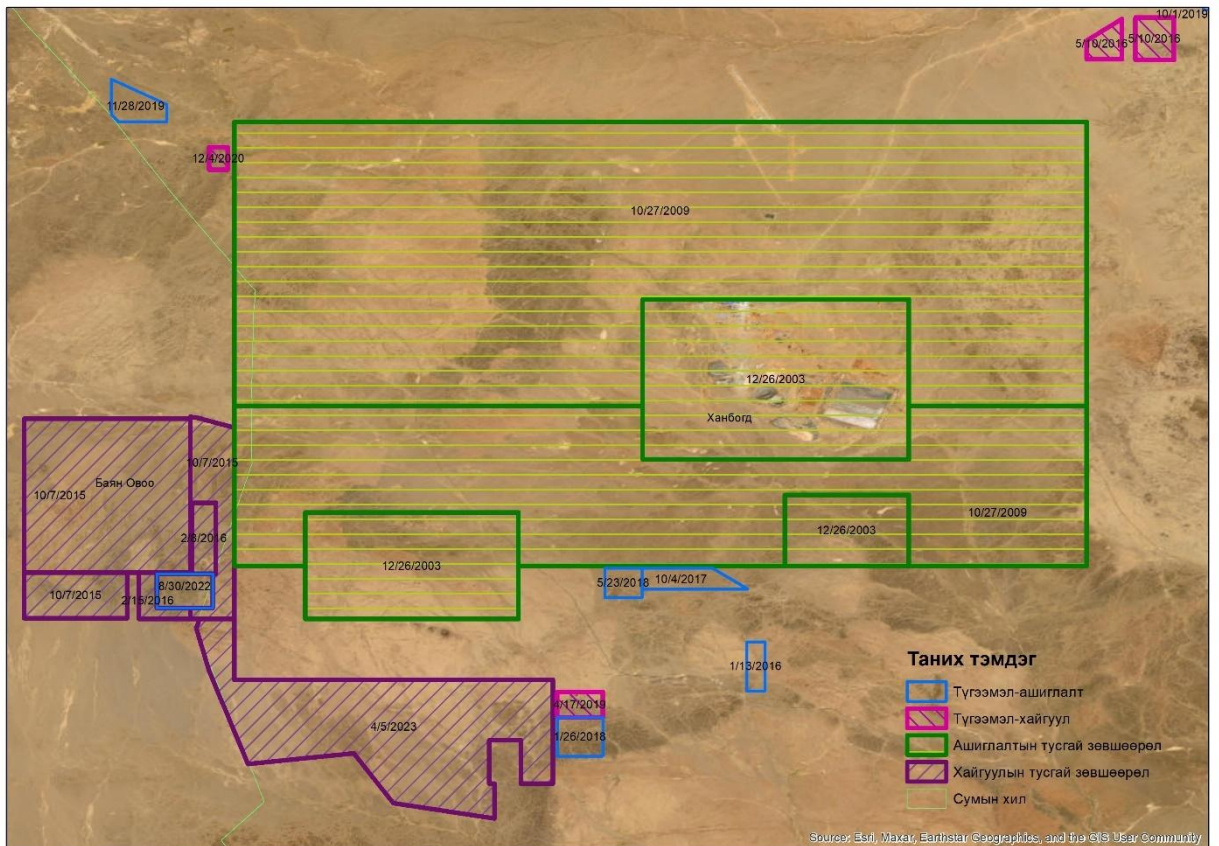 10/1/2019
5/10/2016
5/10/2016
11/28/2019
12/4/2020
10/27/2009
12/26/2003
Ханбогд
10/7/2015
Баян Овоо
10/7/2015
10/27/2009
12/26/2003
2/8/2016
12/26/2003
8/30/2022
5/23/2018
10/4/2017
10/7/2015
2/16/2016
1/13/2016
4/17/2019
4/5/2023
1/26/2018
Таних тэмдэг
Түгээмэл-ашиглалт
Түгээмэл-хайгуул
Ашиглалтын тусгай зөвшөөрөл
Хайгуулын тусгай зөвшөөрөл
Сумын хил
Source: Esri, Maxar, Earthstar Geographics, and the GIS User Community